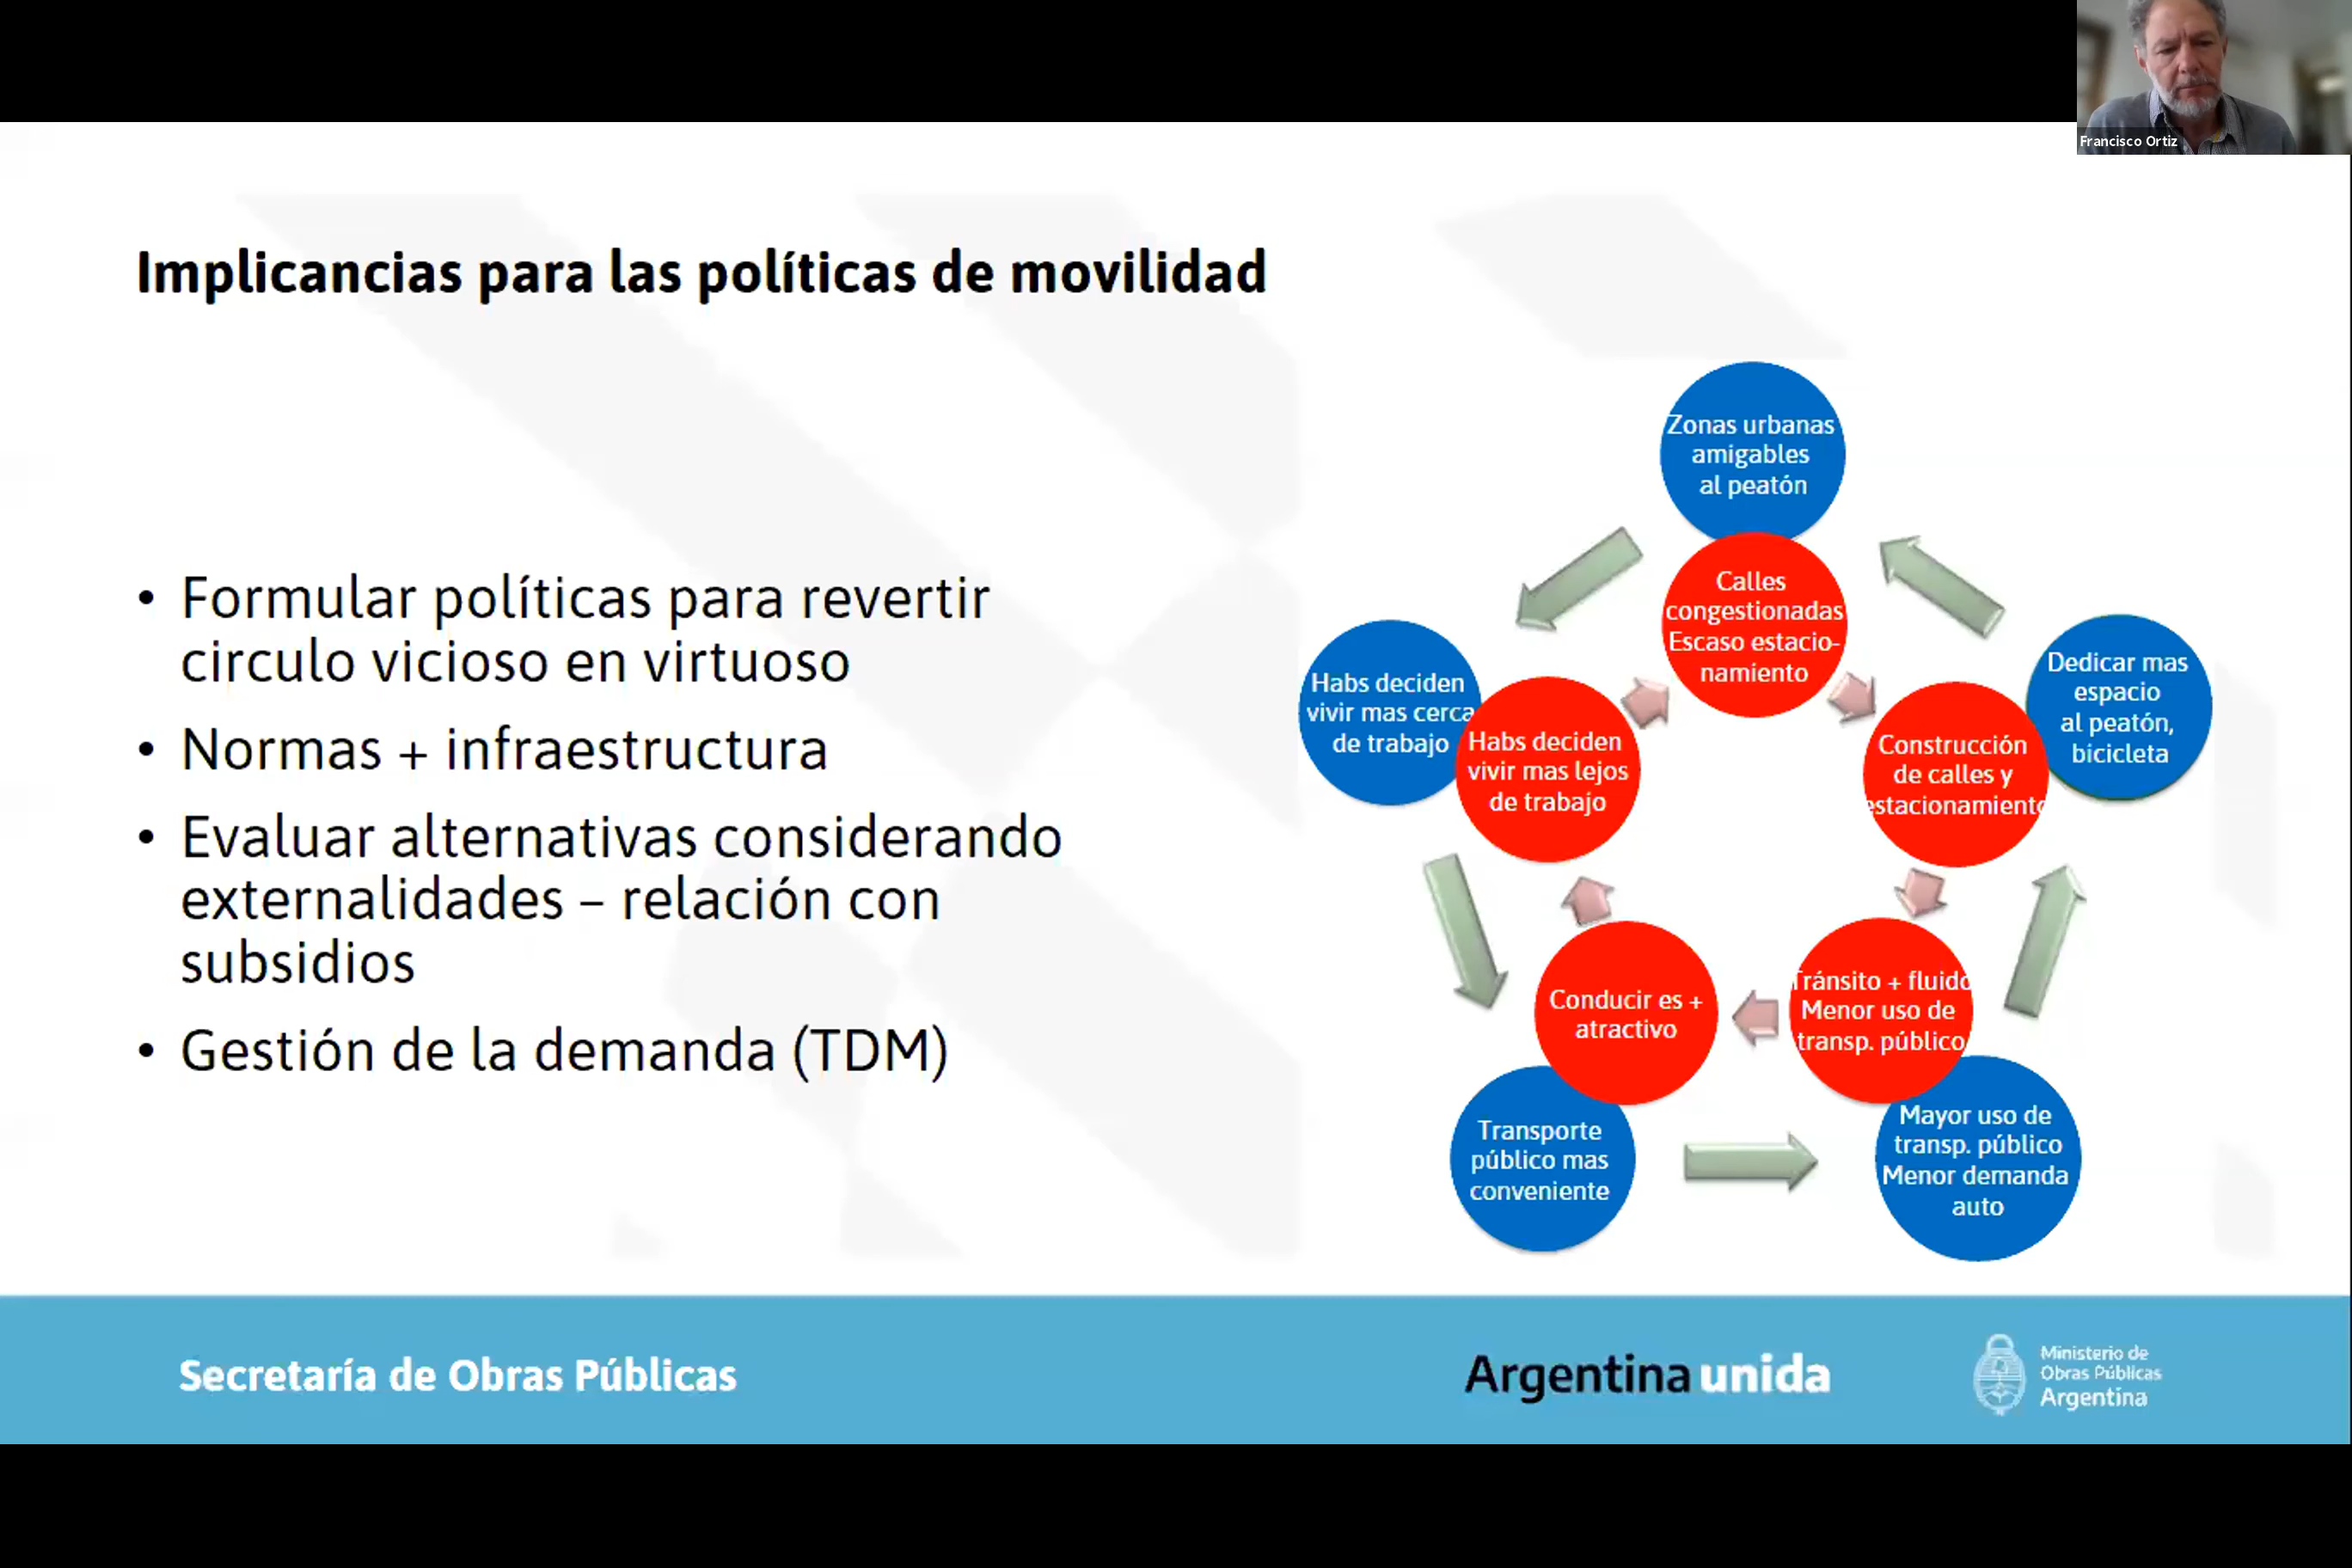 Francisco Ortiz
Implicancias para las políticas de movilidad
• Formular políticas para revertir
circulo vicioso en virtuoso
• Normas + infraestructura
• Evaluar alternativas considerando
externalidades – relación con
subsidios
• Gestión de la demanda (TDM)
Zonas urbanas
amigables
al peatón
Calles
congestionadas
Escaso estacio-
namiento
Habs deciden
vivir mas cerca
de trabajo
Habs deciden
vivir mas lejos
de trabajo
Construcción
de calles y
estacionamiento
Dedicar mas
espacio
al peatón,
bicicleta
Conducir es +
atractivo
Tránsito + fluido
Menor uso de
transp. público
Transporte
público mas
conveniente
Mayor uso de
transp. público
Menor demanda
auto
Secretaría de Obras Públicas
Argentina unida
Ministerio de
Obras Públicas
Argentina